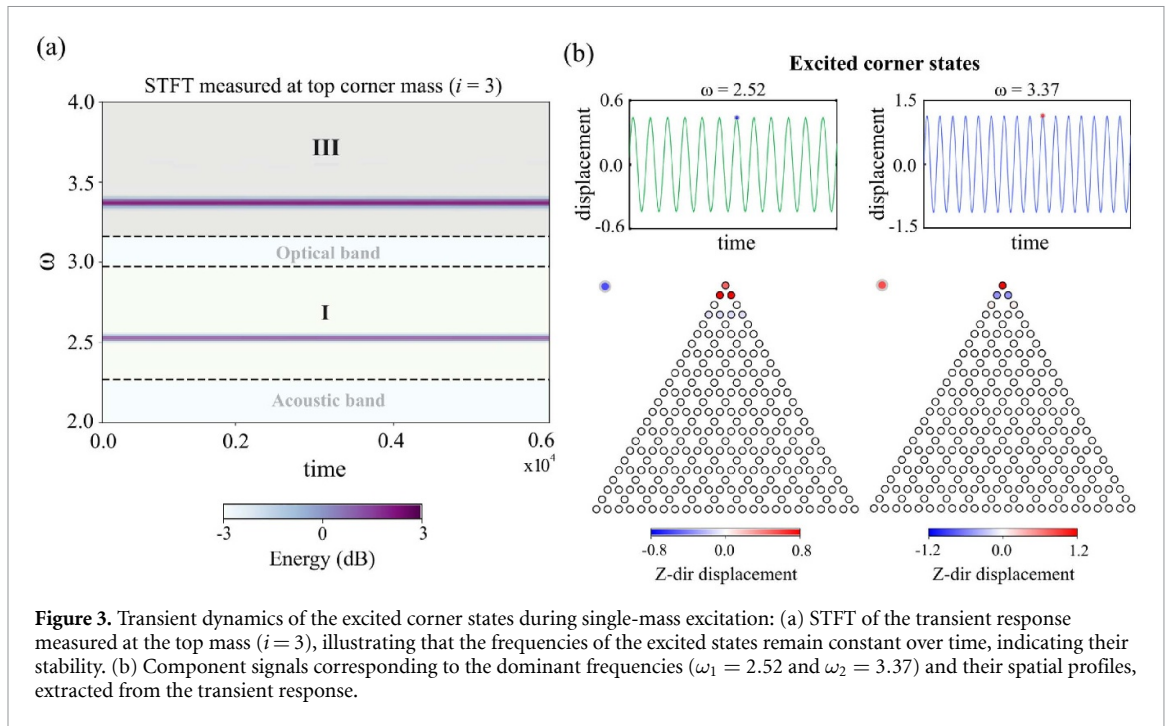 (a)
STFT measured at top corner mass (i = 3)
4.0
3.5
3.0
2.5
2.0
ω
III
Optical band
I
Acoustic band
0.0
0.2
0.4
0.6
x10⁴
time
-3
0
3
Energy (dB)
(b)
Excited corner states
ω = 2.52
0.6
0.0
-0.6
displacement
time
ω = 3.37
1.5
0.0
-1.5
displacement
time
-0.8
0.0
0.8
Z-dir displacement
-1.2
0.0
1.2
Z-dir displacement
Figure 3. Transient dynamics of the excited corner states during single-mass excitation: (a) STFT of the transient response
measured at the top mass (i = 3), illustrating that the frequencies of the excited states remain constant over time, indicating their
stability. (b) Component signals corresponding to the dominant frequencies (ω₁ = 2.52 and ω₂ = 3.37) and their spatial profiles,
extracted from the transient response.